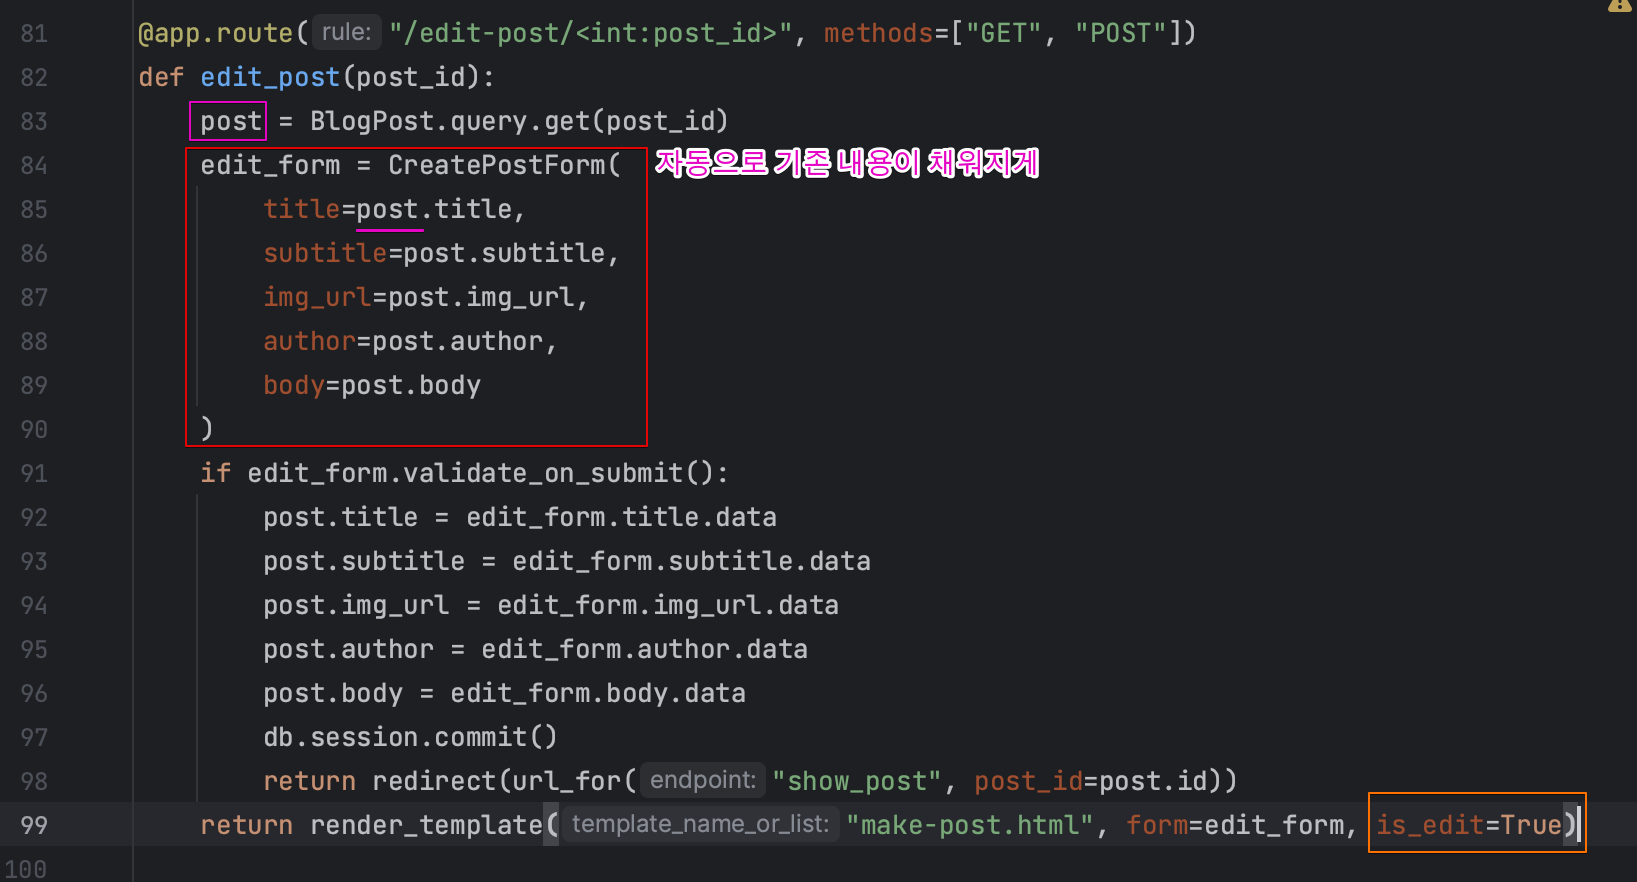 81 @app.route( rule: "/edit-post/<int:post_id>", methods=["GET", "POST"])
82 def edit_post(post_id):
83 post = BlogPost.query.get(post_id)
84 edit_form = CreatePostForm( 자동으로 기존 내용이 채워지게
85 title=post.title,
86 subtitle=post.subtitle,
87 img_url=post.img_url,
88 author=post.author,
89 body=post.body
90 )
91 if edit_form.validate_on_submit():
92 post.title = edit_form.title.data
93 post.subtitle = edit_form.subtitle.data
94 post.img_url = edit_form.img_url.data
95 post.author = edit_form.author.data
96 post.body = edit_form.body.data
97 db.session.commit()
98 return redirect(url_for( endpoint: "show_post", post_id=post.id))
99 return render_template( template_name_or_list: "make-post.html", form=edit_form, is_edit=True)
100